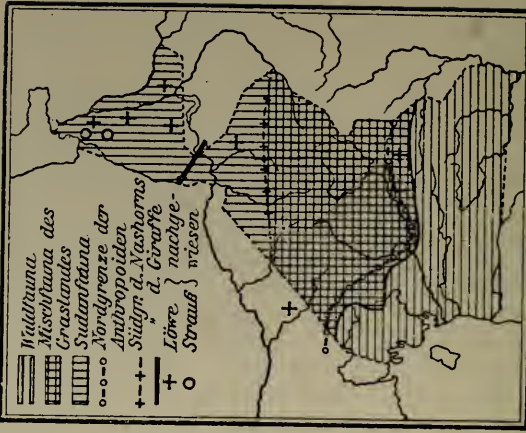 Waldfauna
Mischfauna des
Graslandes
Sudanfauna
Nordgrenze der
Anthropoiden
Südgr. d. Nashorns
„ d. Giraffe
Löwe } nachge-
Strauß } wiesen